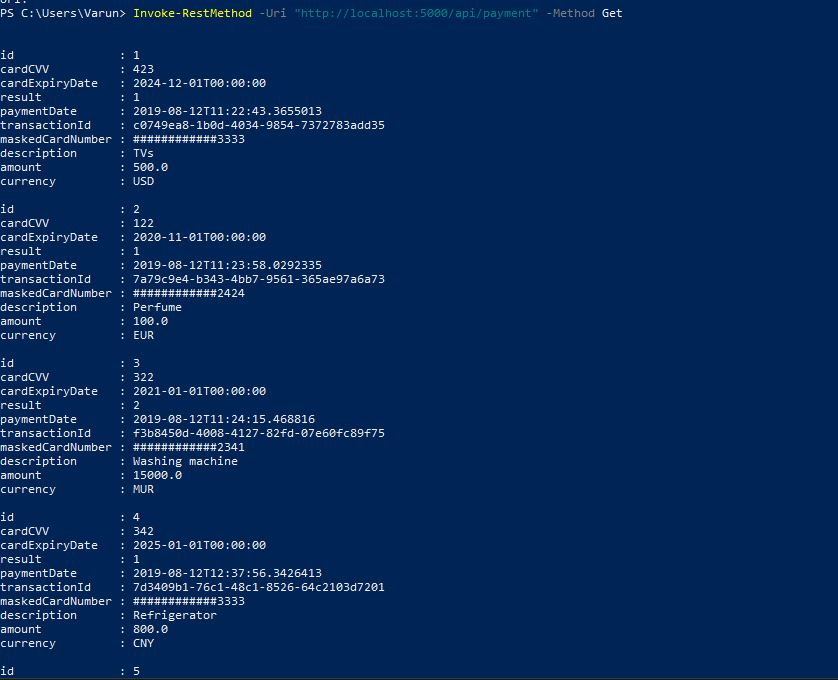 uri:
PS C:\Users\Varun> Invoke-RestMethod -Uri "http://localhost:5000/api/payment" -Method Get
id : 1
cardCVV : 423
cardExpiryDate : 2024-12-01T00:00:00
result : 1
paymentDate : 2019-08-12T11:22:43.3655013
transactionId : c0749ea8-1b0d-4034-9854-7372783add35
maskedCardNumber : ############3333
description : TVs
amount : 500.0
currency : USD
id : 2
cardCVV : 122
cardExpiryDate : 2020-11-01T00:00:00
result : 1
paymentDate : 2019-08-12T11:23:58.0292335
transactionId : 7a79c9e4-b343-4bb7-9561-365ae97a6a73
maskedCardNumber : ############2424
description : Perfume
amount : 100.0
currency : EUR
id : 3
cardCVV : 322
cardExpiryDate : 2021-01-01T00:00:00
result : 2
paymentDate : 2019-08-12T11:24:15.468816
transactionId : f3b8450d-4008-4127-82fd-07e60fc89f75
maskedCardNumber : ############2341
description : Washing machine
amount : 15000.0
currency : MUR
id : 4
cardCVV : 342
cardExpiryDate : 2025-01-01T00:00:00
result : 1
paymentDate : 2019-08-12T12:37:56.3426413
transactionId : 7d3409b1-76c1-48c1-8526-64c2103d7201
maskedCardNumber : ############3333
description : Refrigerator
amount : 800.0
currency : CNY
id : 5